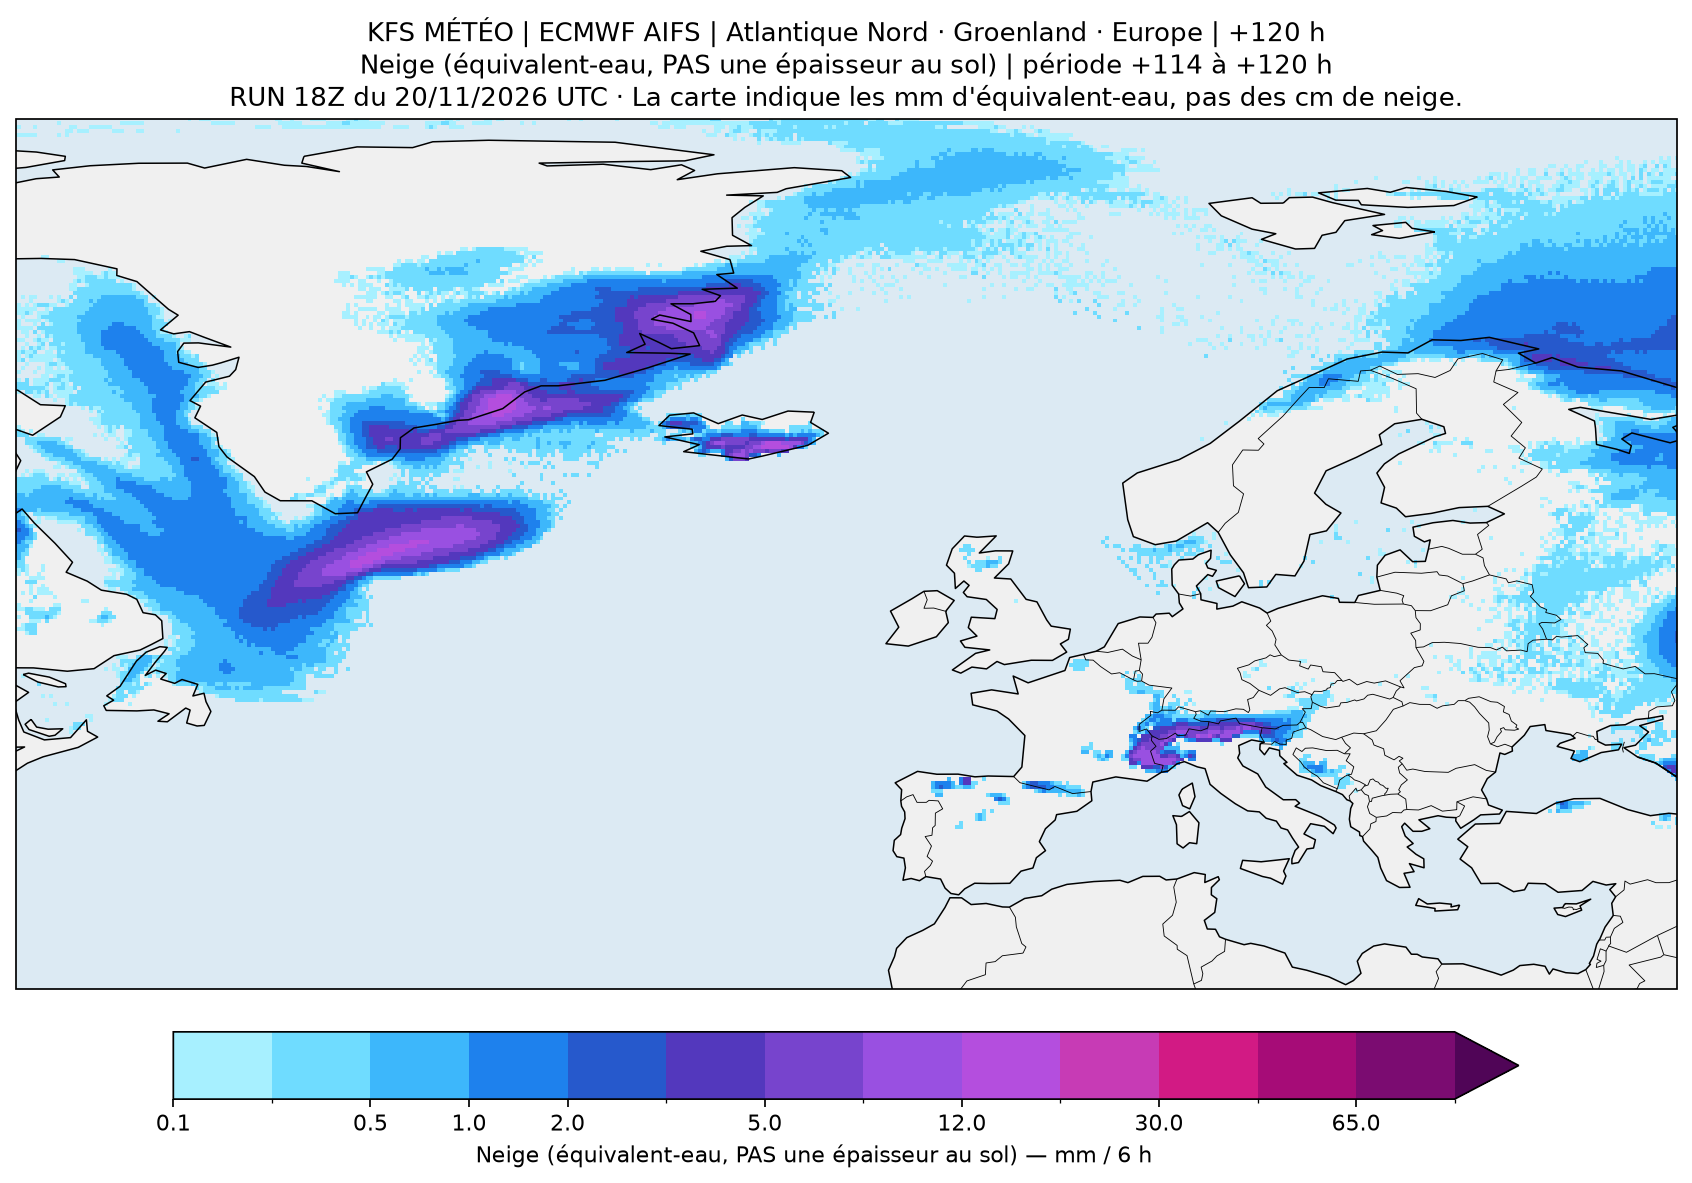 KFS MÉTÉO | ECMWF AIFS | Atlantique Nord · Groenland · Europe | +120 h
Neige (équivalent-eau, PAS une épaisseur au sol) | période +114 à +120 h
RUN 18Z du 20/11/2026 UTC · La carte indique les mm d'équivalent-eau, pas des cm de neige.
0.1 0.5 1.0 2.0 5.0 12.0 30.0 65.0
Neige (équivalent-eau, PAS une épaisseur au sol) — mm / 6 h